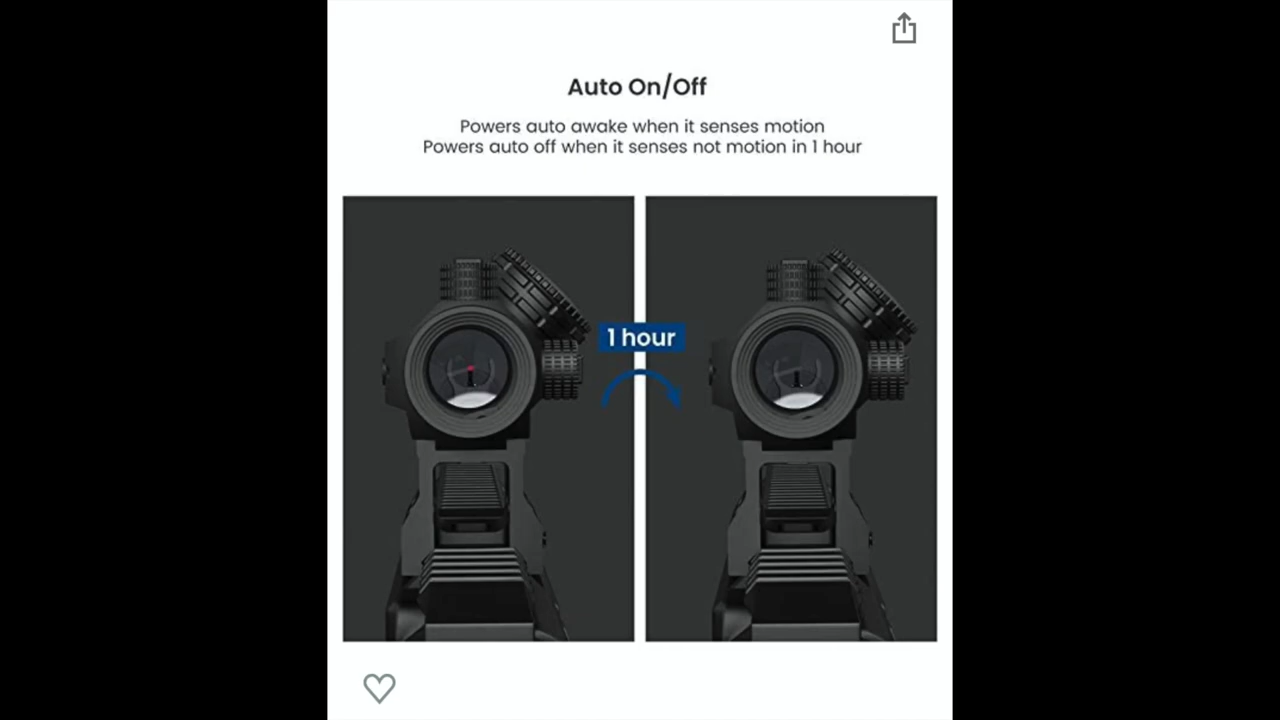 Auto On/Off
Powers auto awake when it senses motion
Powers auto off when it senses not motion in 1 hour
1 hour